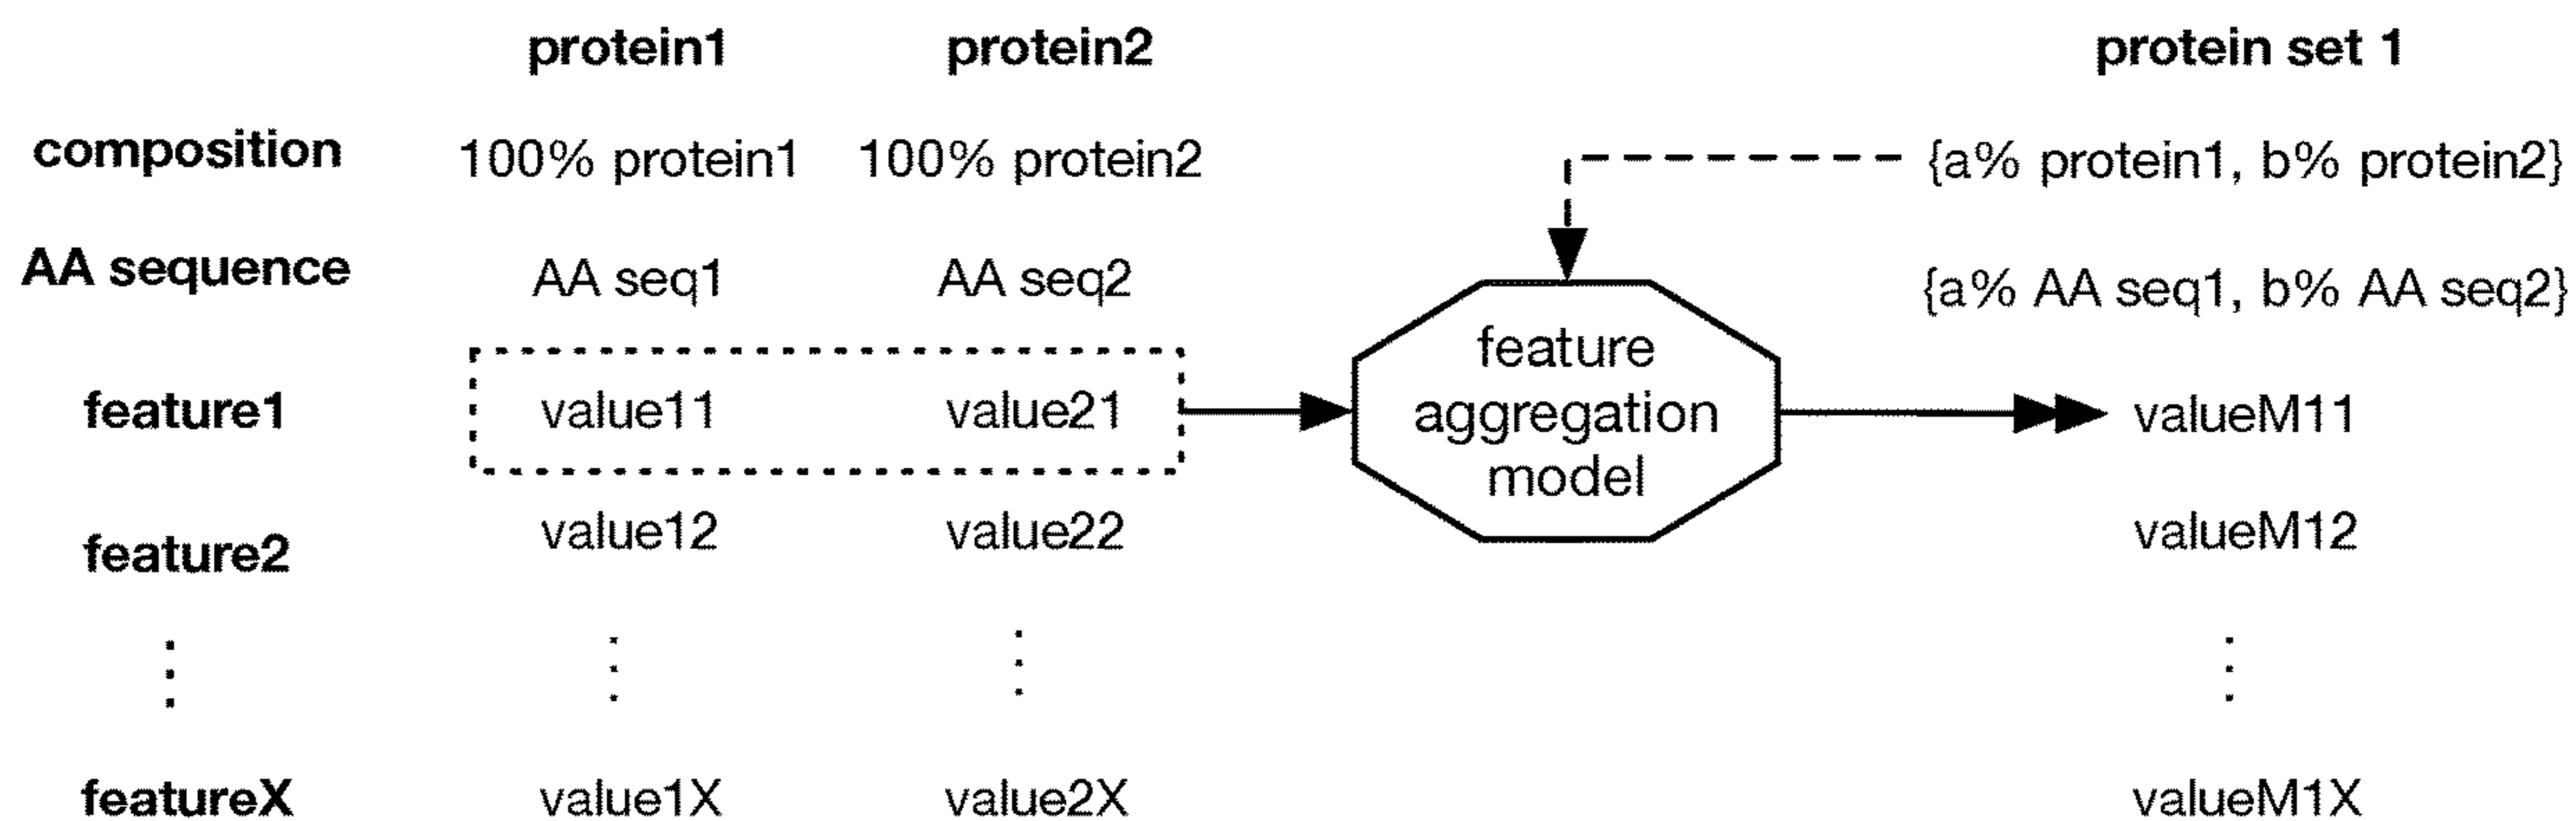 protein1 protein2 protein set 1
composition 100% protein1 100% protein2 {a% protein1, b% protein2}
AA sequence AA seq1 AA seq2 {a% AA seq1, b% AA seq2}
feature1 value11 value21 feature aggregation model valueM11
feature2 value12 value22 valueM12
featureX value1X value2X valueM1X